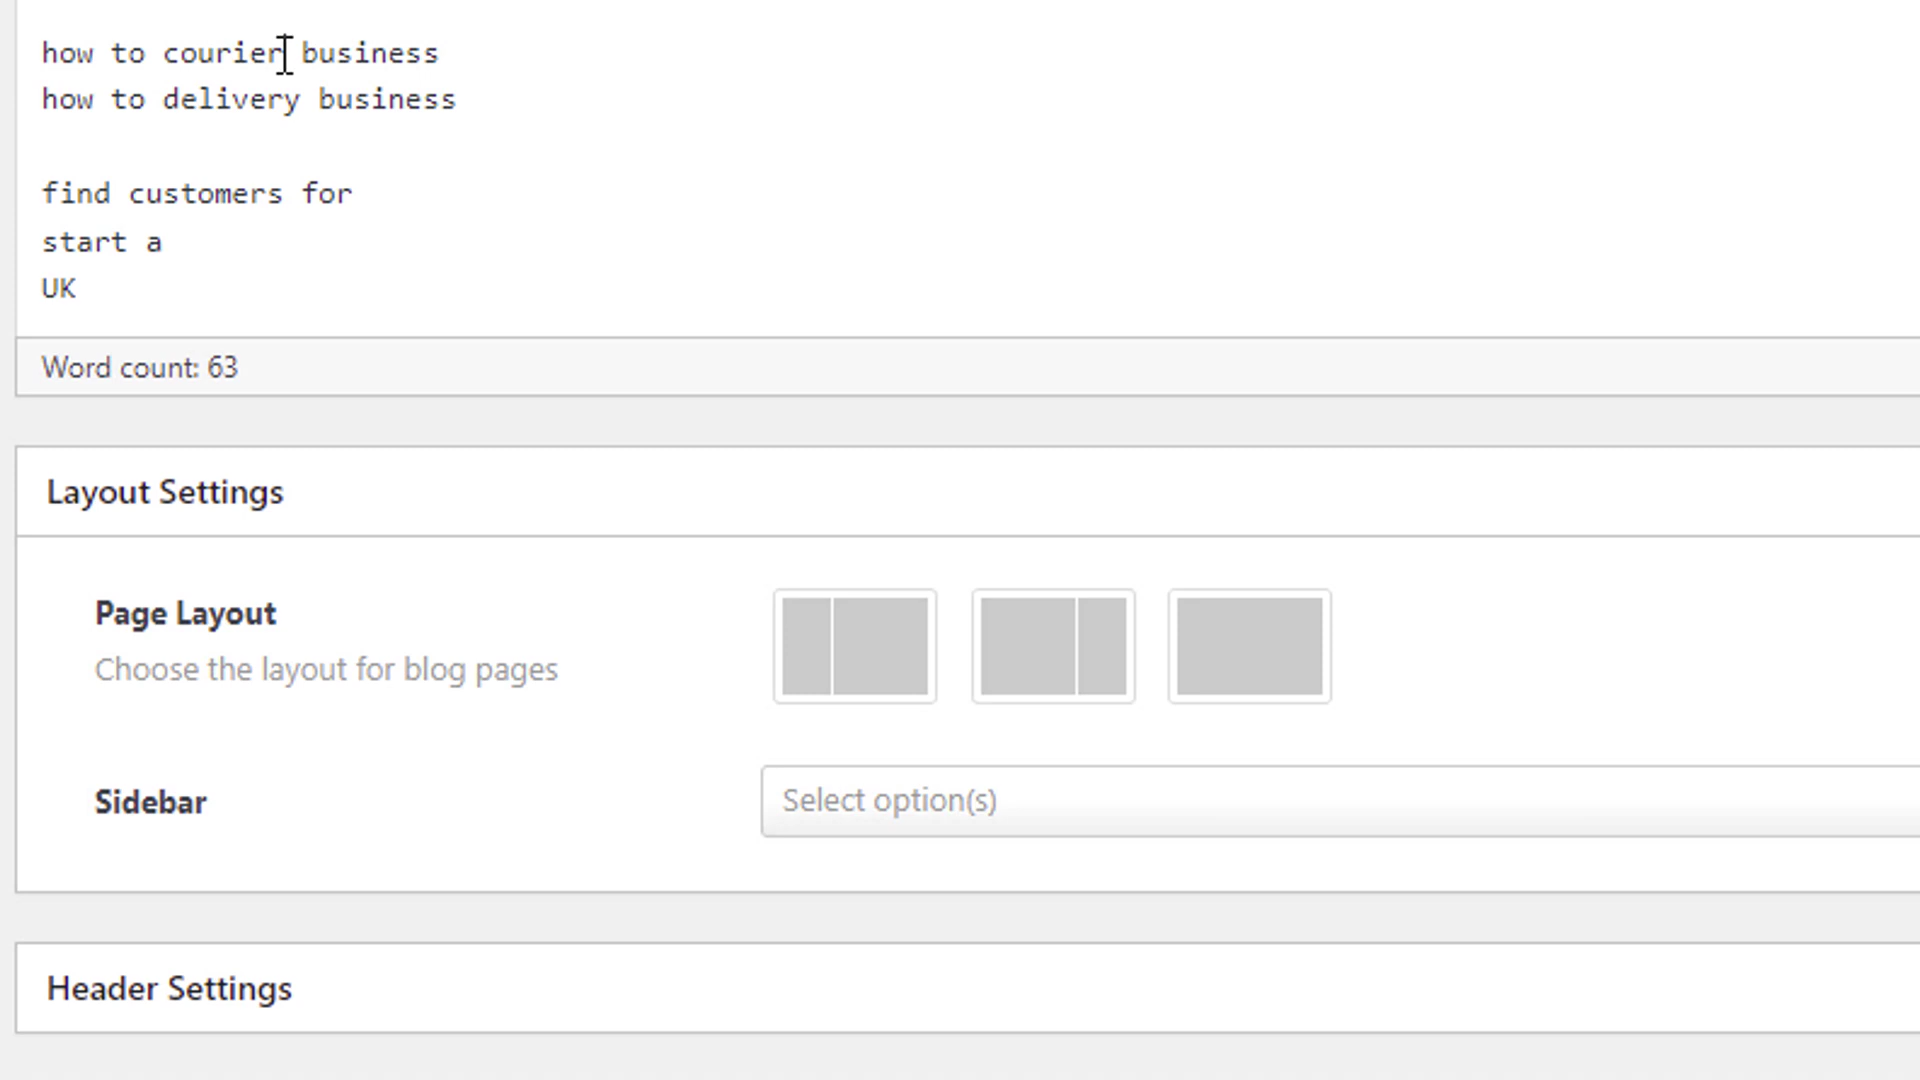 how to courier business
how to delivery business
find customers for
start a
UK
Word count: 63
Layout Settings
Page Layout
Choose the layout for blog pages
Sidebar
Select option(s)
Header Settings